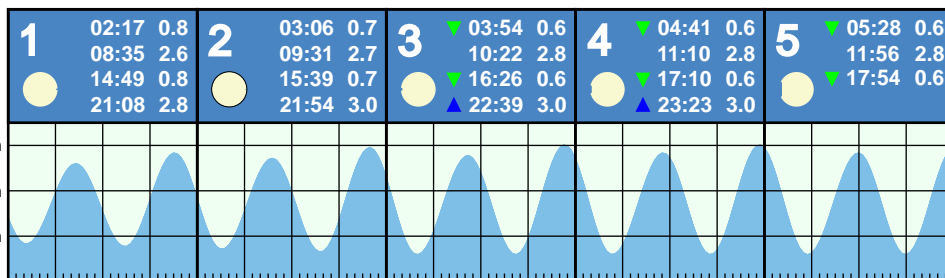 1
02:17 0.8
08:35 2.6
14:49 0.8
21:08 2.8
2
03:06 0.7
09:31 2.7
15:39 0.7
21:54 3.0
3
▼ 03:54 0.6
10:22 2.8
▼ 16:26 0.6
▲ 22:39 3.0
4
▼ 04:41 0.6
11:10 2.8
▼ 17:10 0.6
▲ 23:23 3.0
5
▼ 05:28 0.6
11:56 2.8
▼ 17:54 0.6